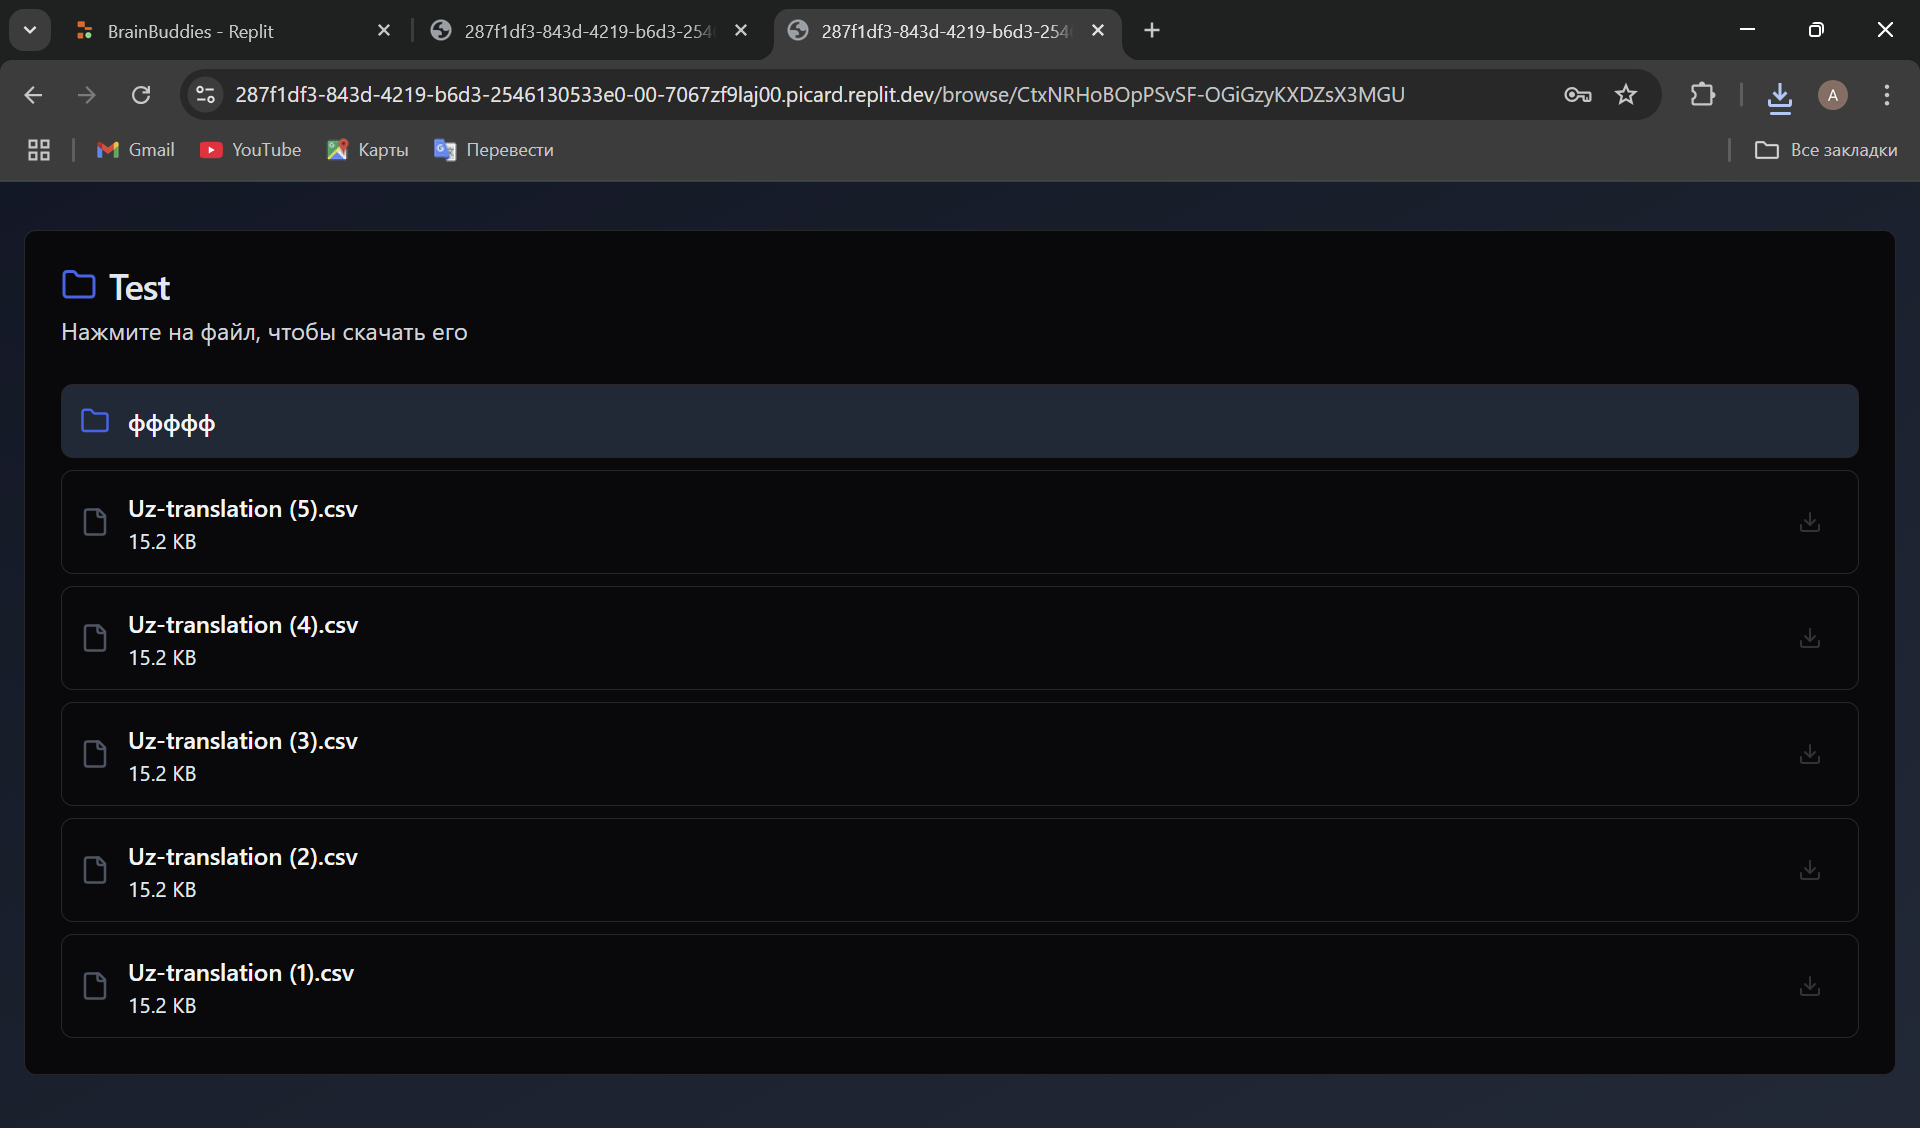 BrainBuddies - Replit
287f1df3-843d-4219-b6d3-254
287f1df3-843d-4219-b6d3-254
287f1df3-843d-4219-b6d3-2546130533e0-00-7067zf9laj00.picard.replit.dev/browse/CtxNRHoBOpPSvSF-OGiGzyKXDZsX3MGU
A
Gmail
YouTube
Карты
Перевести
Все закладки
Test
Нажмите на файл, чтобы скачать его
ффффф
Uz-translation (5).csv
15.2 KB
Uz-translation (4).csv
15.2 KB
Uz-translation (3).csv
15.2 KB
Uz-translation (2).csv
15.2 KB
Uz-translation (1).csv
15.2 KB